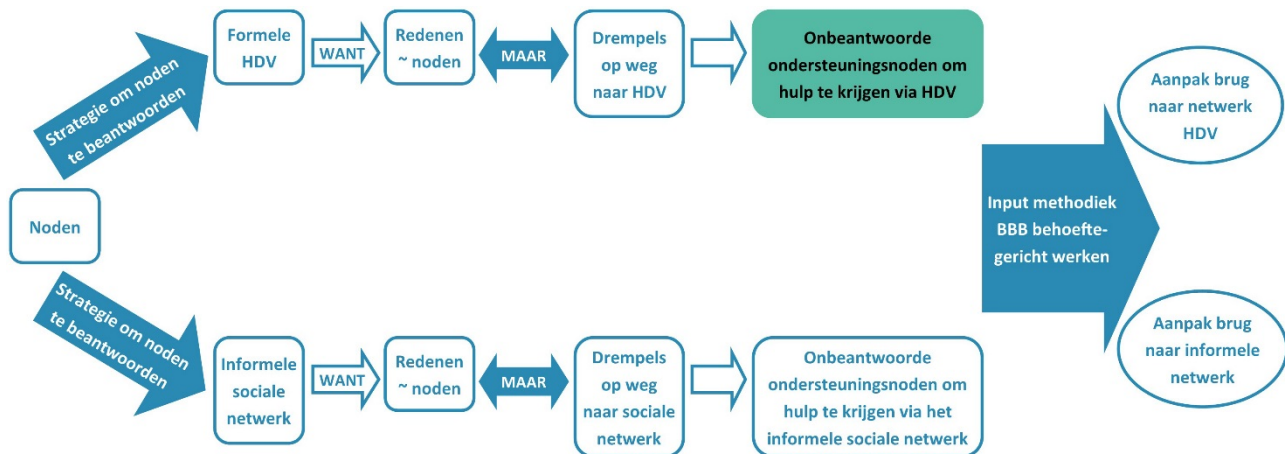 Strategie om noden
te beantwoorden
Formele
HDV
WANT
Redenen
~ noden
MAAR
Drempels
op weg
naar HDV
Onbeantwoorde
ondersteuningsnoden om
hulp te krijgen via HDV
Noden
Strategie om noden
te beantwoorden
Informele
sociale
netwerk
WANT
Redenen
~ noden
MAAR
Drempels
op weg
naar sociale
netwerk
Onbeantwoorde
ondersteuningsnoden om
hulp te krijgen via het
informele sociale netwerk
Input methodiek
BBB behoefte-
gericht werken
Aanpak brug
naar netwerk
HDV
Aanpak brug
naar informele
netwerk